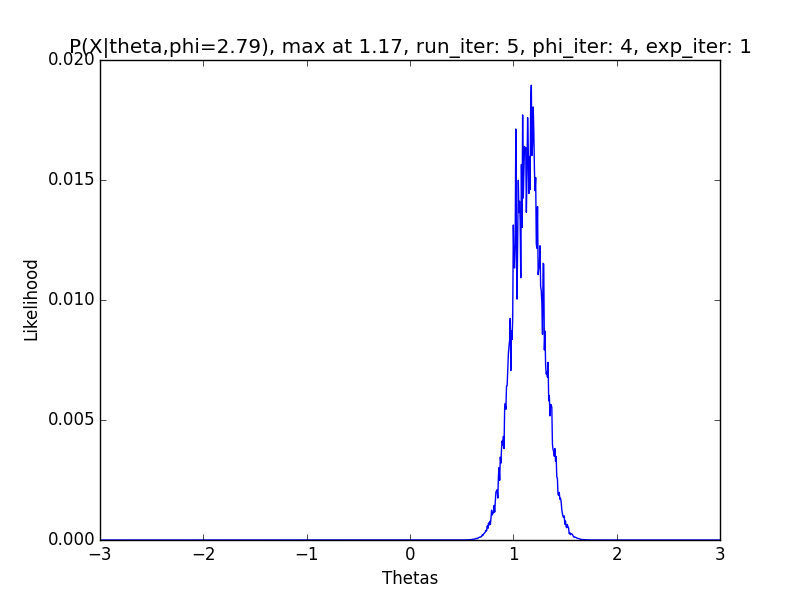 P(X|theta,phi=2.79), max at 1.17, run_iter: 5, phi_iter: 4, exp_iter: 1
0.020
0.015
0.010
0.005
0.000
Likelihood
−3 −2 −1 0 1 2 3
Thetas